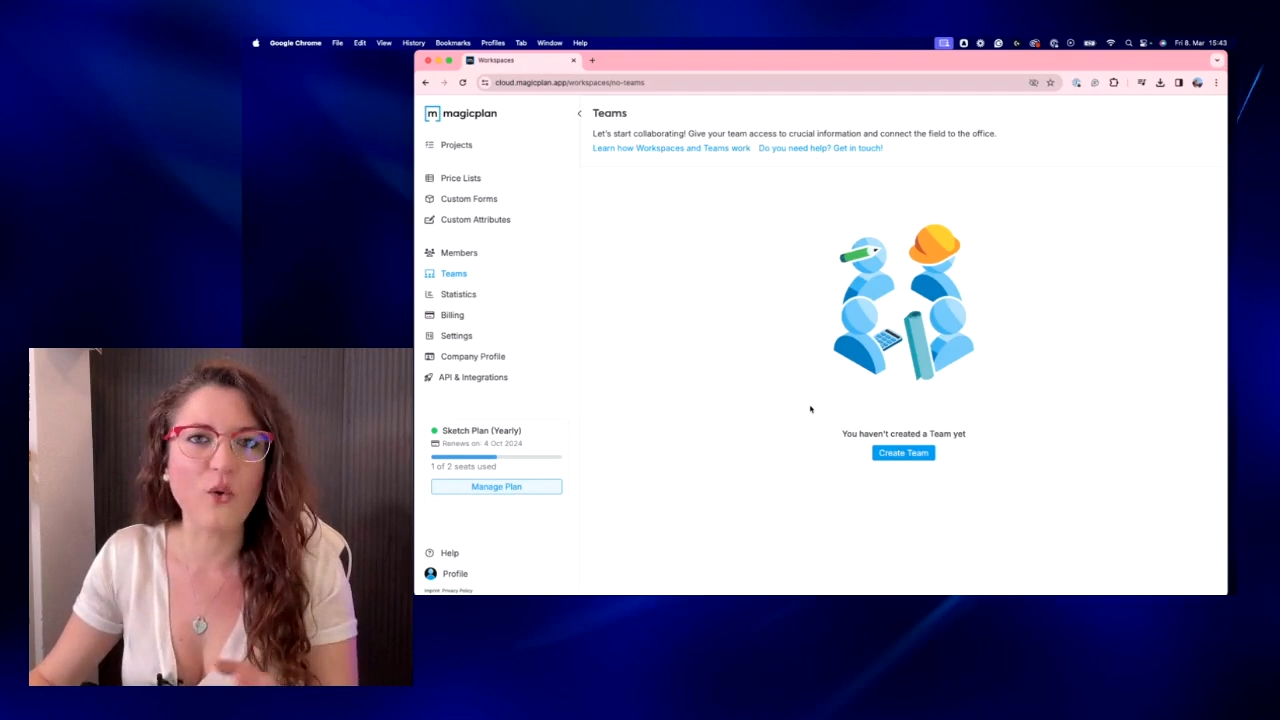 Google Chrome File Edit View History Bookmarks Profiles Tab Window Help Fri 8. Mar 15:43
Workspaces
cloud.magicplan.app/workspaces/no-teams
[m] magicplan
Projects
Price Lists
Custom Forms
Custom Attributes
Members
Teams
Statistics
Billing
Settings
Company Profile
API & Integrations
Sketch Plan (Yearly)
Renews on: 4 Oct 2024
1 of 2 seats used
Manage Plan
Help
Profile
Imprint Privacy Policy
Teams
Let's start collaborating! Give your team access to crucial information and connect the field to the office.
Learn how Workspaces and Teams work Do you need help? Get in touch!
You haven't created a Team yet
Create Team